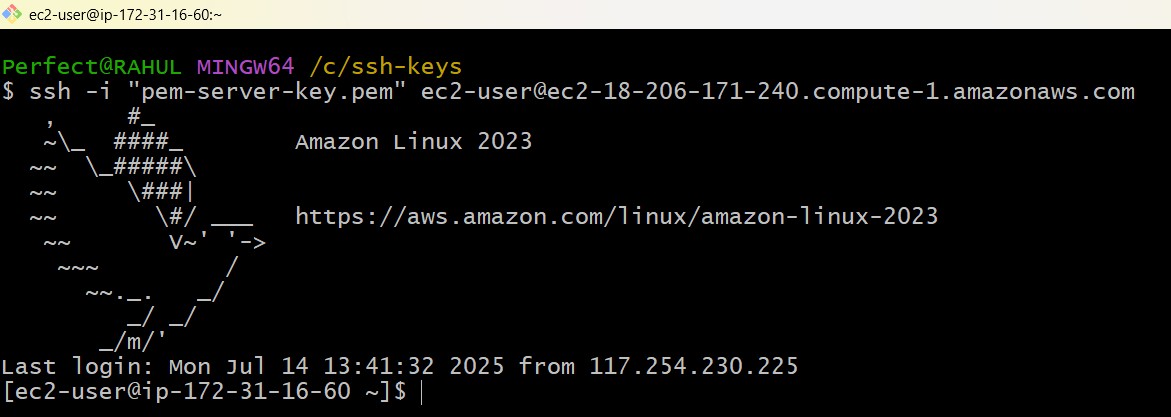 ec2-user@ip-172-31-16-60:~
Perfect@RAHUL MINGW64 /c/ssh-keys
$ ssh -i "pem-server-key.pem" ec2-user@ec2-18-206-171-240.compute-1.amazonaws.com
   ,     #_
   ~\_  ####_        Amazon Linux 2023
  ~~  \_#####\
  ~~     \###|
  ~~       \#/ ___   https://aws.amazon.com/linux/amazon-linux-2023
   ~~       V~' '->
    ~~~         /
      ~~._.   _/
         _/ _/
       _/m/'
Last login: Mon Jul 14 13:41:32 2025 from 117.254.230.225
[ec2-user@ip-172-31-16-60 ~]$